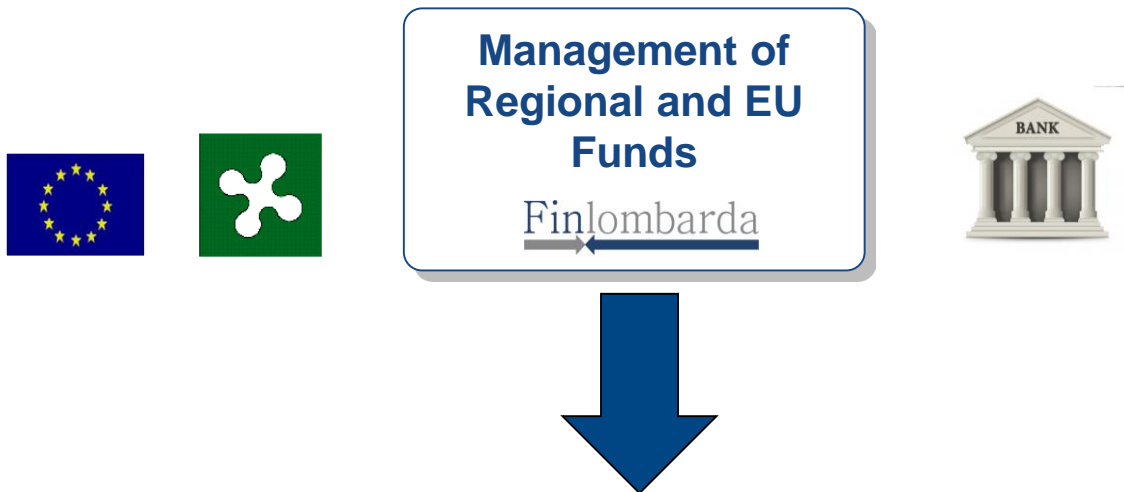 Management of
Regional and EU
Funds
BANK
Finlombarda